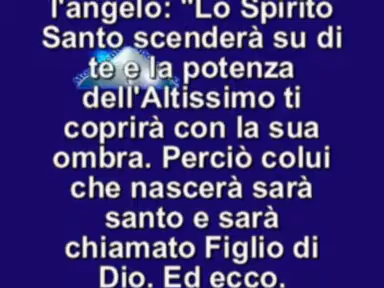 l'angelo: "Lo Spirito
Santo scenderà su di
te e la potenza
dell'Altissimo ti
coprirà con la sua
ombra. Perciò colui
che nascerà sarà
santo e sarà
chiamato Figlio di
Dio. Ed ecco,